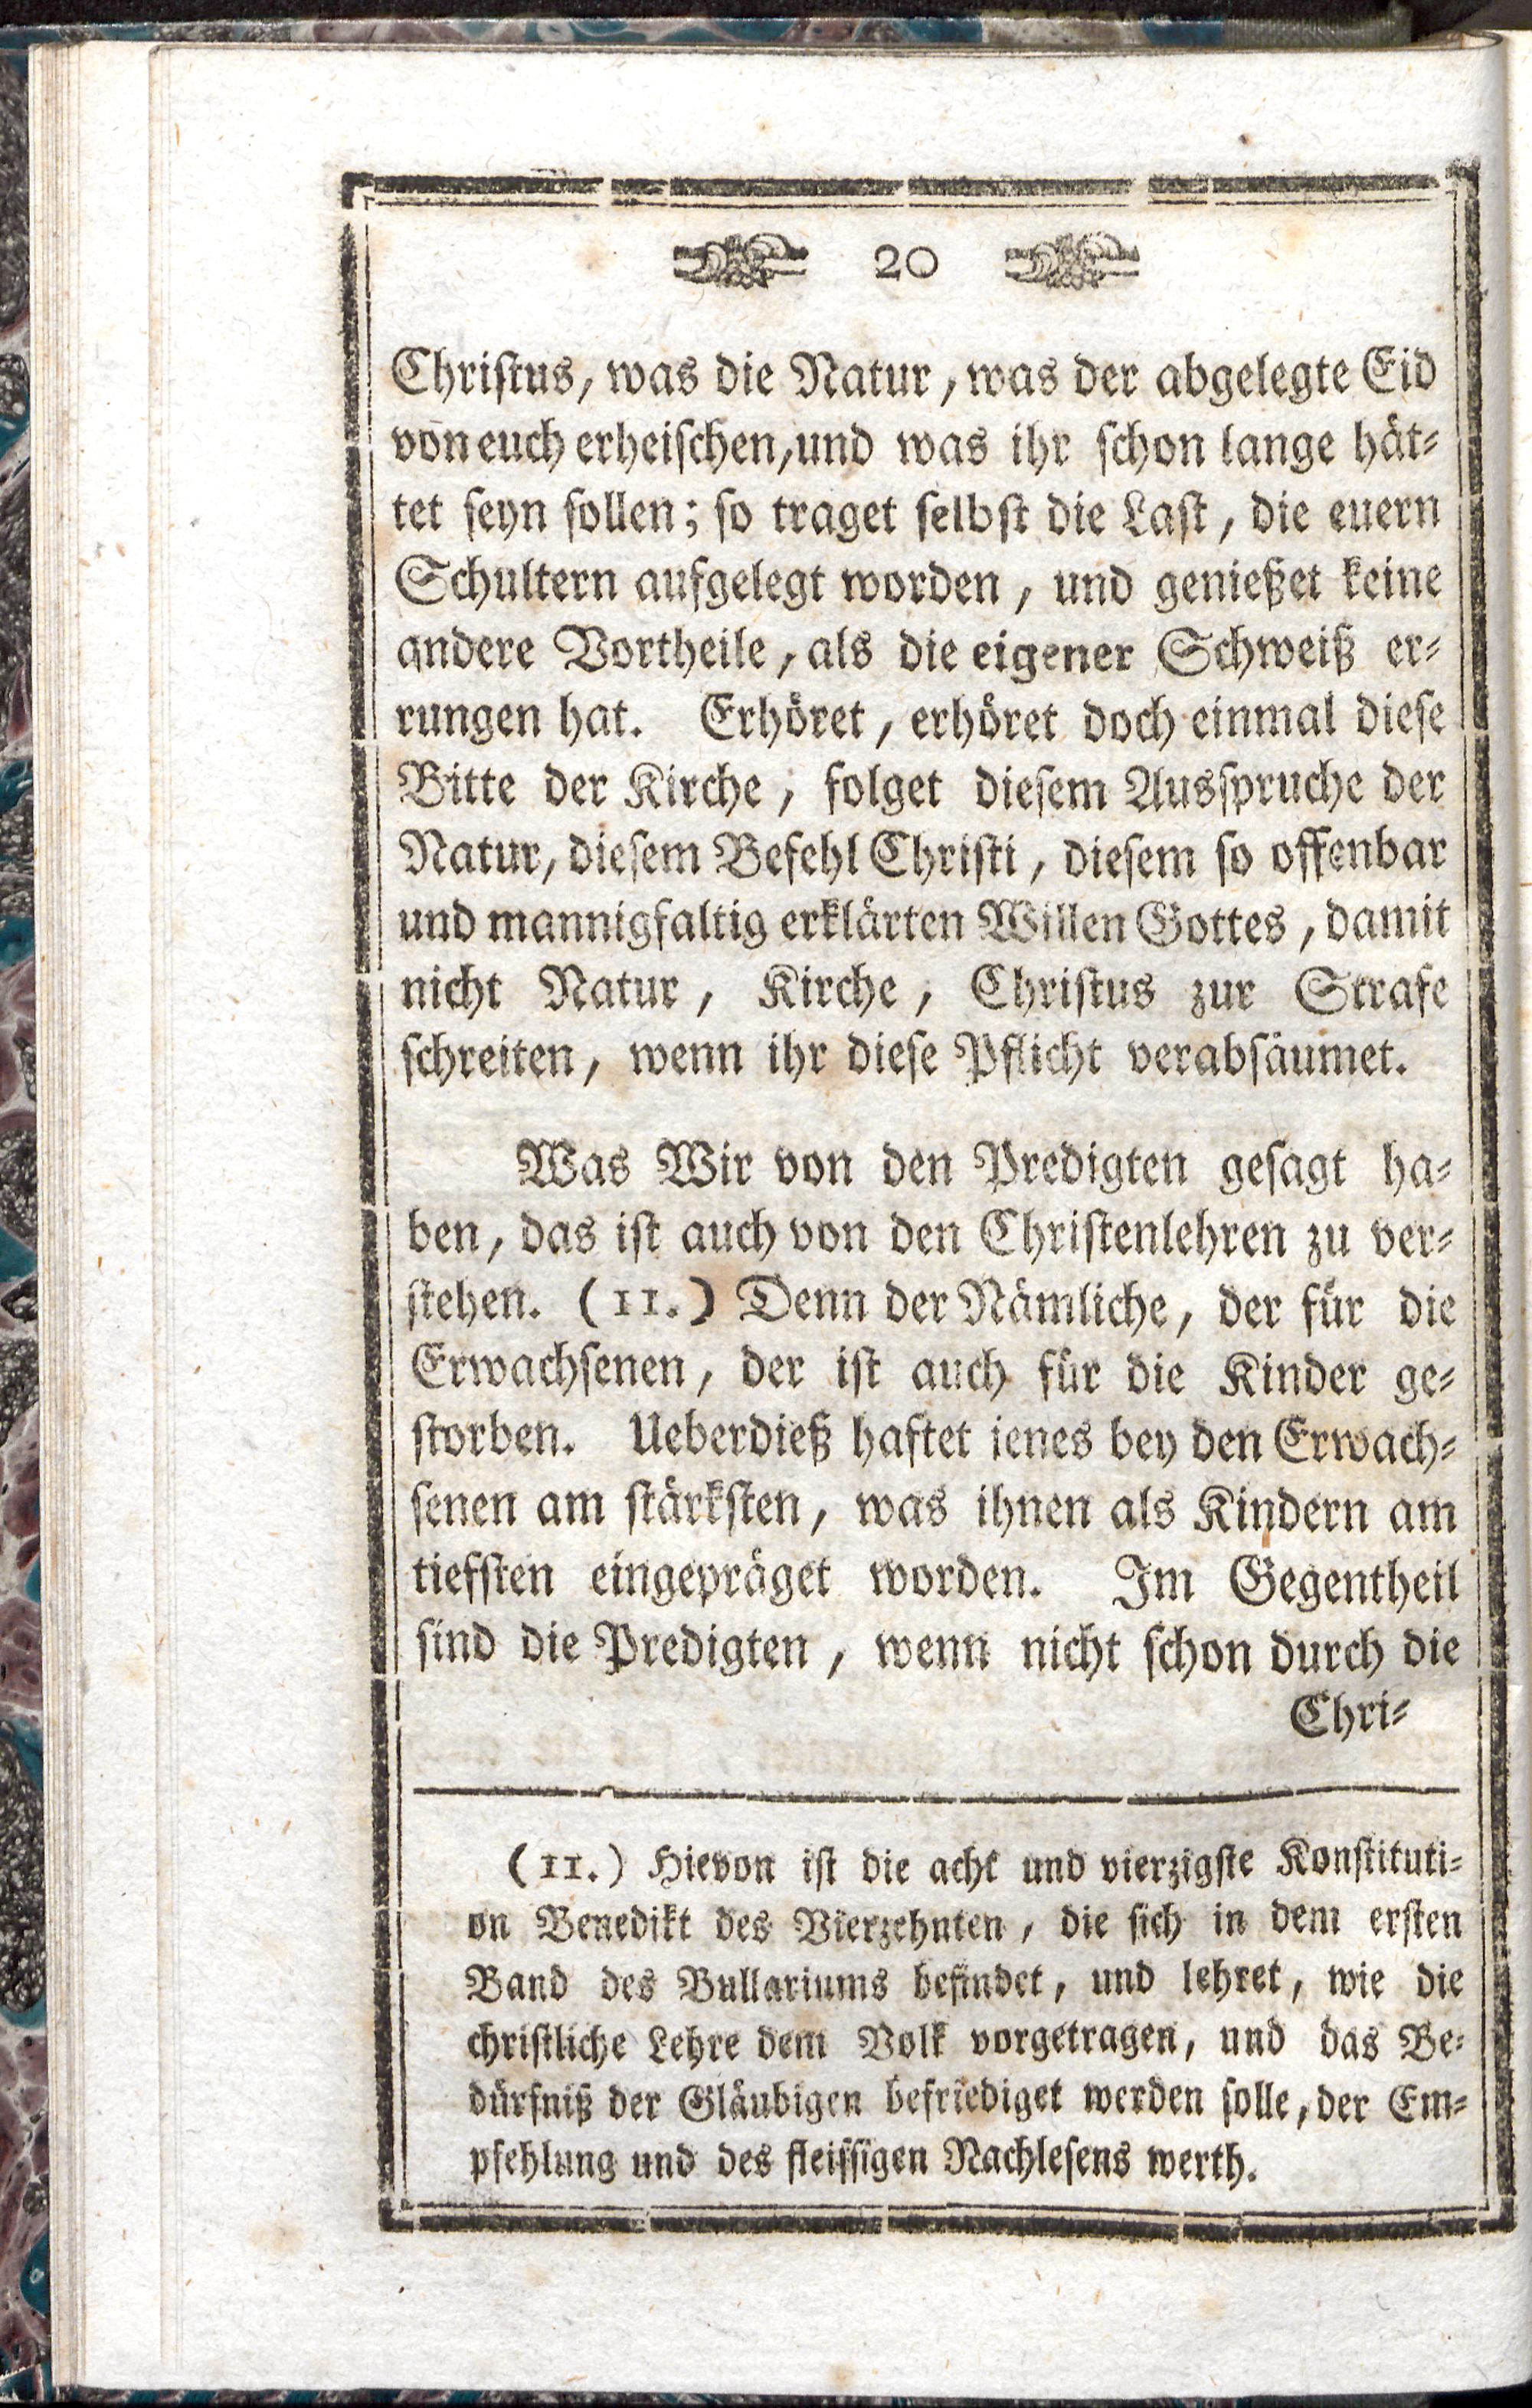 20
Chriſtus, was die Natur, was der abgelegte Eid
von euch erheiſchen, und was ihr ſchon lange hät⸗
tet ſeyn ſollen; ſo traget ſelbſt die Laſt, die euern
Schultern aufgelegt worden, und genießet keine
andere Vortheile, als die eigener Schweiß er⸗
rungen hat. Erhöret, erhöret doch einmal dieſe
Bitte der Kirche, folget dieſem Ausſpruche der
Natur, dieſem Befehl Chriſti, dieſem ſo offenbar
und mannigfaltig erklärten Willen Gottes, damit
nicht Natur, Kirche, Chriſtus zur Strafe
ſchreiten, wenn ihr dieſe Pflicht verabſäumet.
Was Wir von den Predigten geſagt ha⸗
ben, das iſt auch von den Chriſtenlehren zu ver⸗
ſtehen. (11.) Denn der Nämliche, der für die
Erwachſenen, der iſt auch für die Kinder ge⸗
ſtorben. Ueberdieß haftet jenes bey den Erwach⸗
ſenen am ſtärkſten, was ihnen als Kindern am
tiefſten eingepräget worden. Im Gegentheil
ſind die Predigten, wenn nicht ſchon durch die
Chri⸗
(11.) Hievon iſt die acht und vierzigſte Konſtituti⸗
on Benedikt des Vierzehnten, die ſich in dem erſten
Band des Bullariums befindet, und lehret, wie die
chriſtliche Lehre dem Volk vorgetragen, und das Be⸗
dürfniß der Gläubigen befriediget werden ſolle, der Em⸗
pfehlung und des fleiſſigen Nachleſens werth.